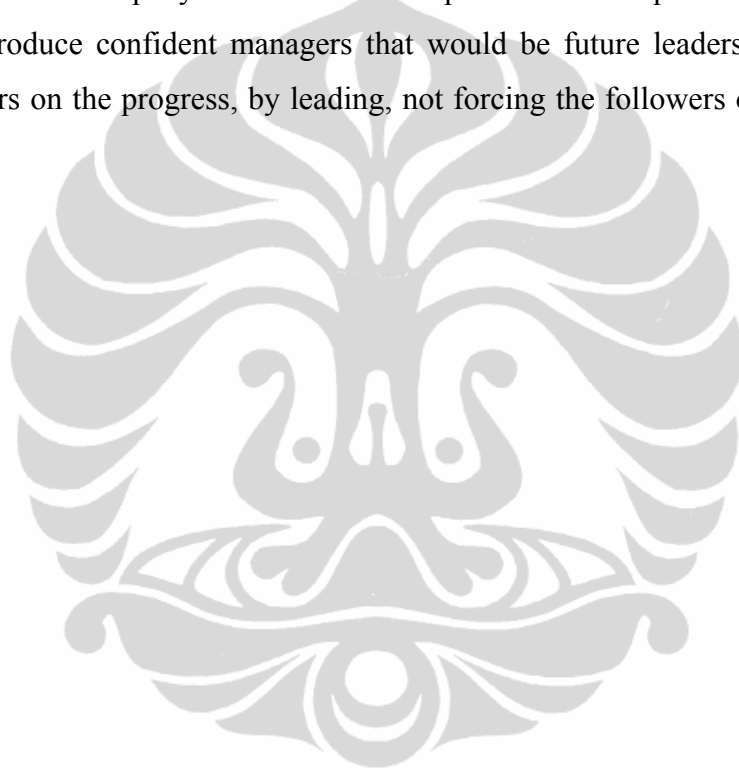 roduce confident managers that would be future leaders
rs on the progress, by leading, not forcing the followers